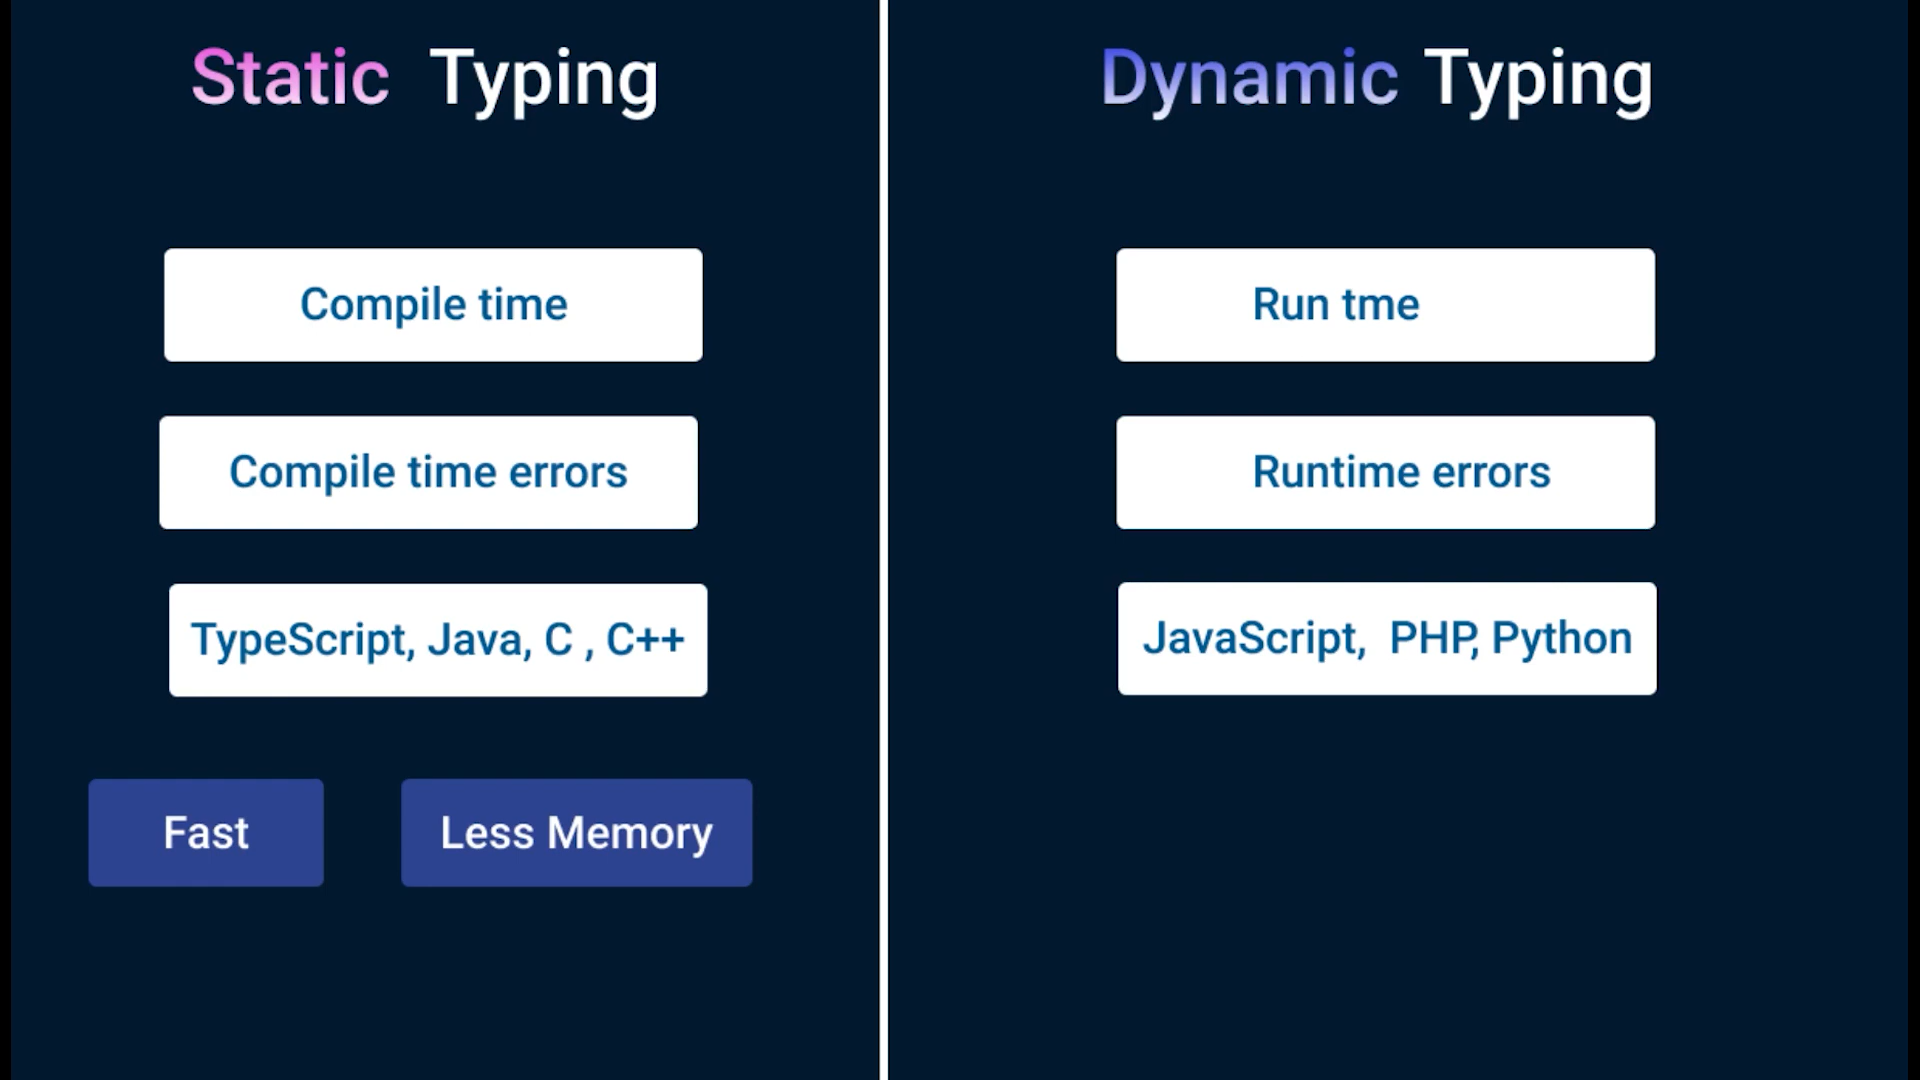 Static Typing
Compile time
Compile time errors
TypeScript, Java, C , C++
Fast
Less Memory
Dynamic Typing
Run tme
Runtime errors
JavaScript, PHP, Python